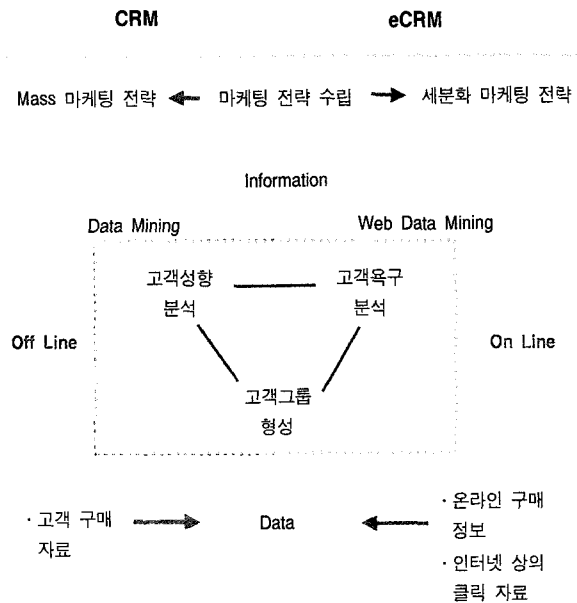 CRM eCRM
Mass 마케팅 전략 마케팅 전략 수립 세분화 마케팅 전략
Information
Data Mining Web Data Mining
고객성향 고객욕구
분석 분석
Off Line On Line
고객그룹
형성
· 고객 구매 자료 Data
· 온라인 구매 정보
· 인터넷 상의
클릭 자료